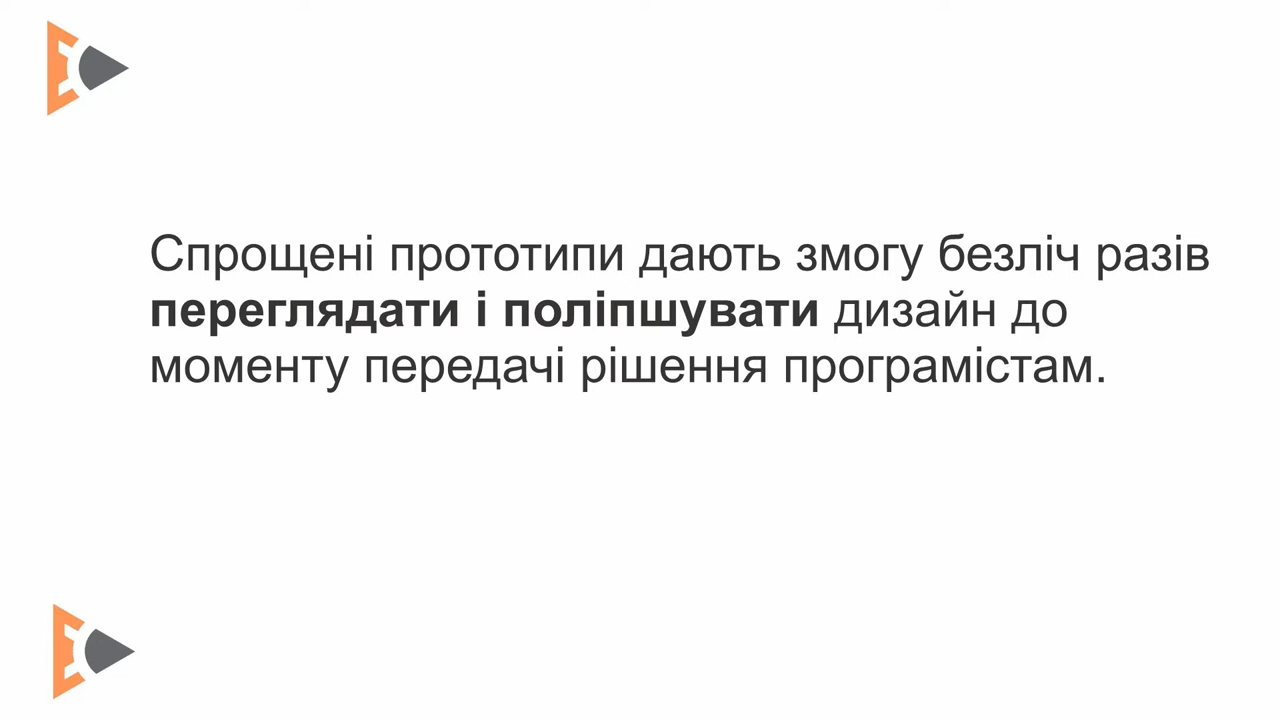 Спрощені прототипи дають змогу безліч разів
переглядати і поліпшувати дизайн до
моменту передачі рішення програмістам.